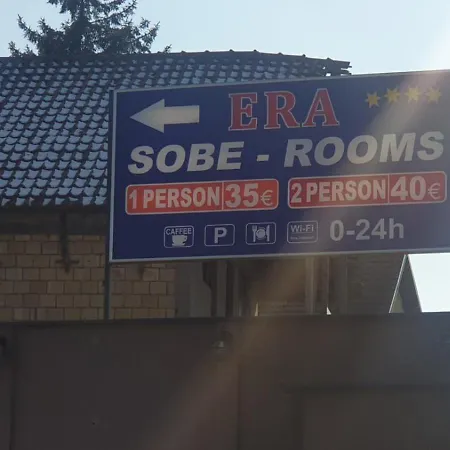 ERA
SOBE - ROOMS
1 PERSON 35€ 2 PERSON 40€
CAFFEE P Wi-Fi 0-24h